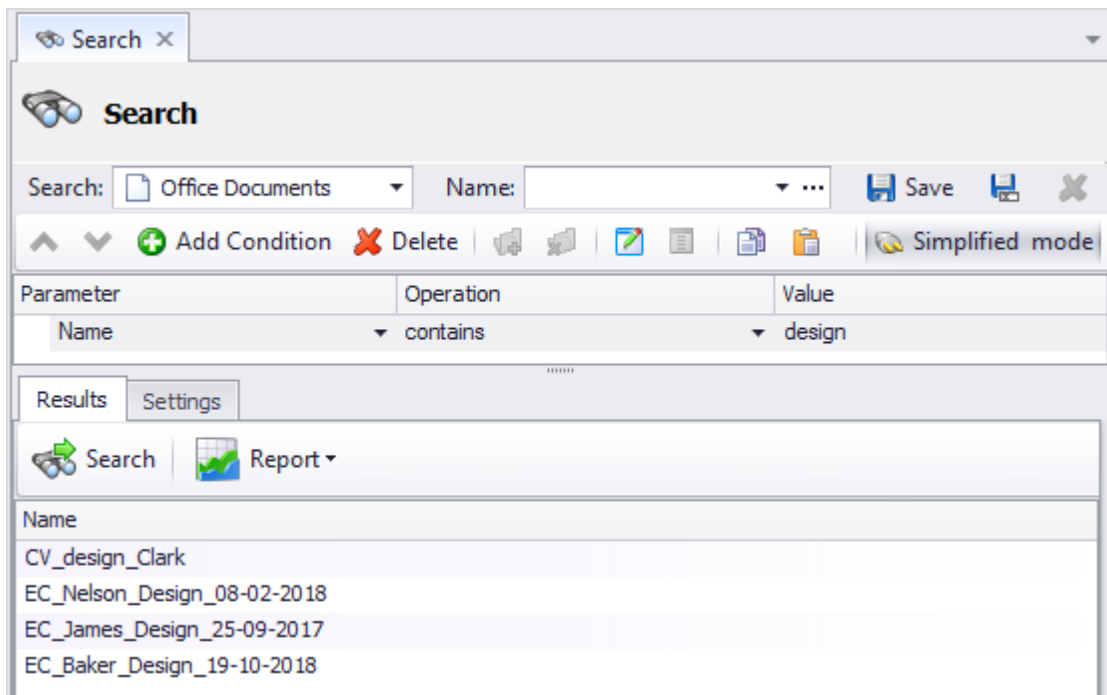 Search
Search
Search: Office Documents Name: Save
Add Condition Delete Simplified mode
Parameter Operation Value
Name contains design
Results Settings
Search Report
Name
CV_design_Clark
EC_Nelson_Design_08-02-2018
EC_James_Design_25-09-2017
EC_Baker_Design_19-10-2018